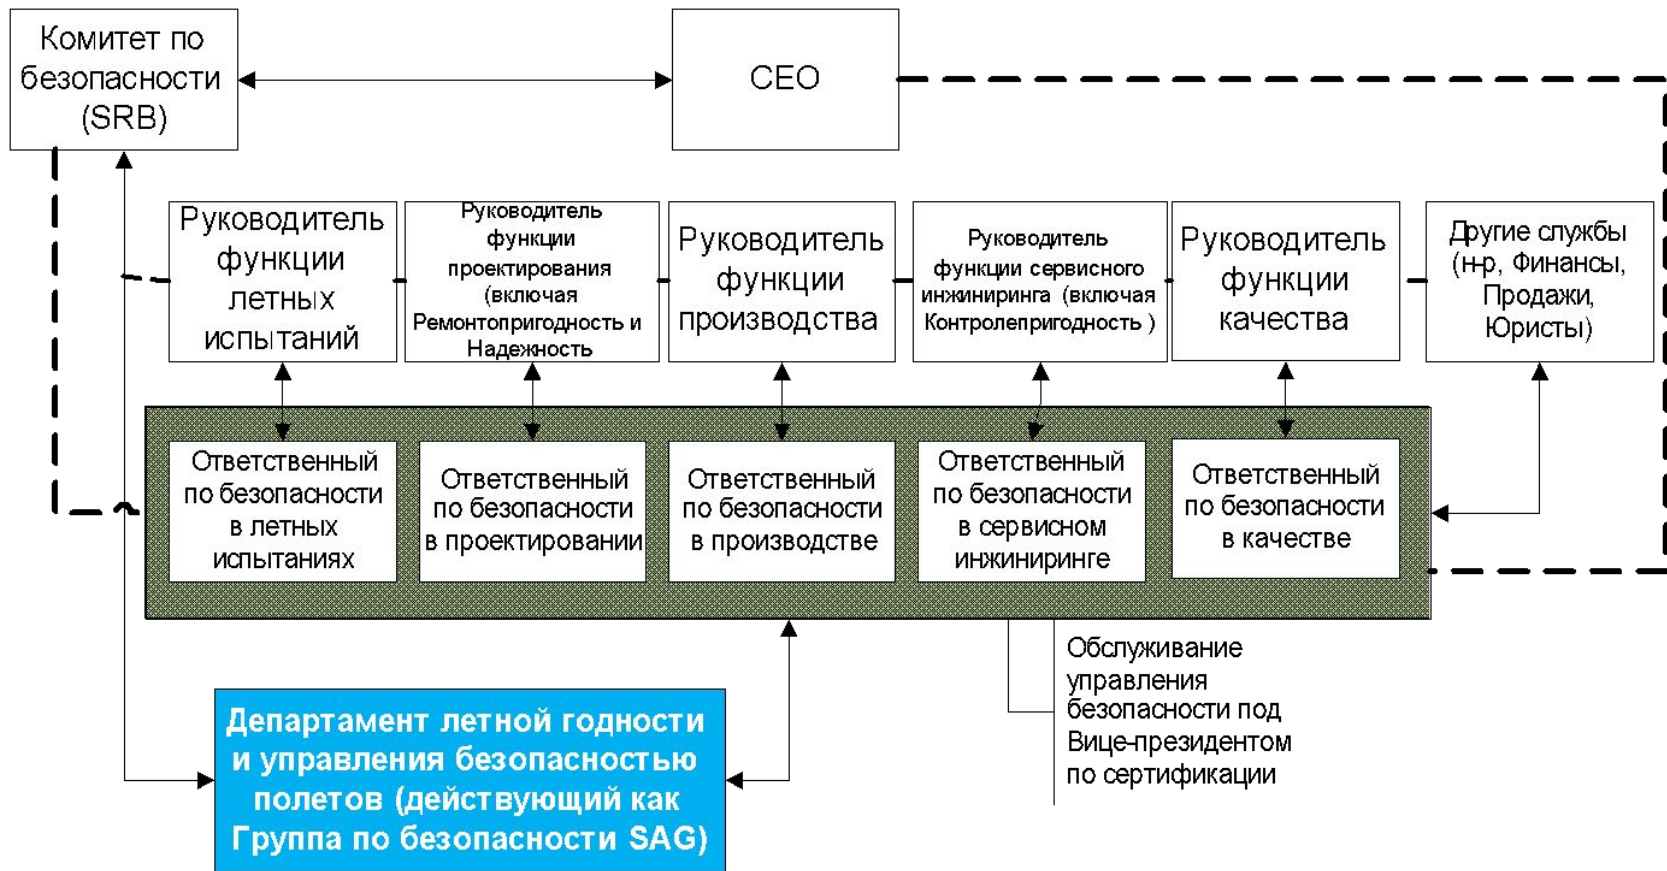 Комитет по
безопасности
(SRB)
CEO
Руководитель
функции
летных
испытаний
Руководитель
функции
проектирования
(включая
Ремонтопригодность и
Надежность
Руководитель
функции
производства
Руководитель
функции сервисного
инжиниринга (включая
Контролепригодность )
Руководитель
функции
качества
Другие службы
(н-р, Финансы,
Продажи,
Юристы)
Ответственный
по безопасности
в летных
испытаниях
Ответственный
по безопасности
в проектировании
Ответственный
по безопасности
в производстве
Ответственный
по безопасности
в сервисном
инжиниринге
Ответственный
по безопасности
в качестве
Обслуживание
управления
безопасности под
Вице-президентом
по сертификации
Департамент летной годности
и управления безопасностью
полетов (действующий как
Группа по безопасности SAG)